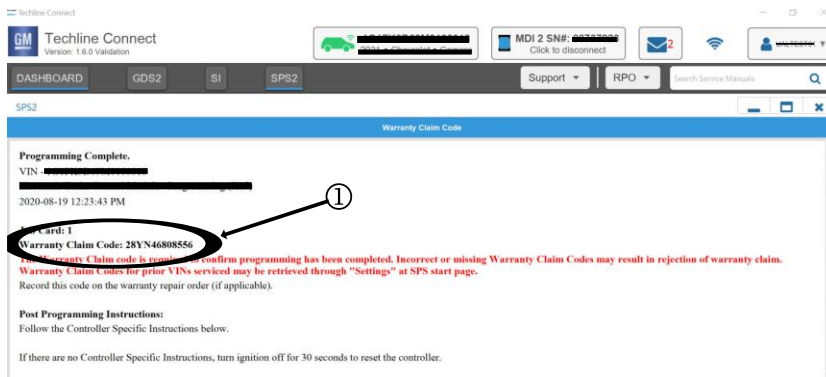 Techline Connect
GM
Techline Connect
Version: 1.6.0 Validation
2021 • Chevrolet • Camaro
MDI 2 SN#:
Click to disconnect
2
DASHBOARD GDS2 SI SPS2
Support
RPO
Search Service Manuals
SPS2
Warranty Claim Code
Programming Complete.
VIN -
2020-08-19 12:23:43 PM
①
Card: 1
Warranty Claim Code: 28YN46808556
The Warranty Claim code is required to confirm programming has been completed. Incorrect or missing Warranty Claim Codes may result in rejection of warranty claim.
Warranty Claim Codes for prior VINs serviced may be retrieved through "Settings" at SPS start page.
Record this code on the warranty repair order (if applicable).
Post Programming Instructions:
Follow the Controller Specific Instructions below.
If there are no Controller Specific Instructions, turn ignition off for 30 seconds to reset the controller.